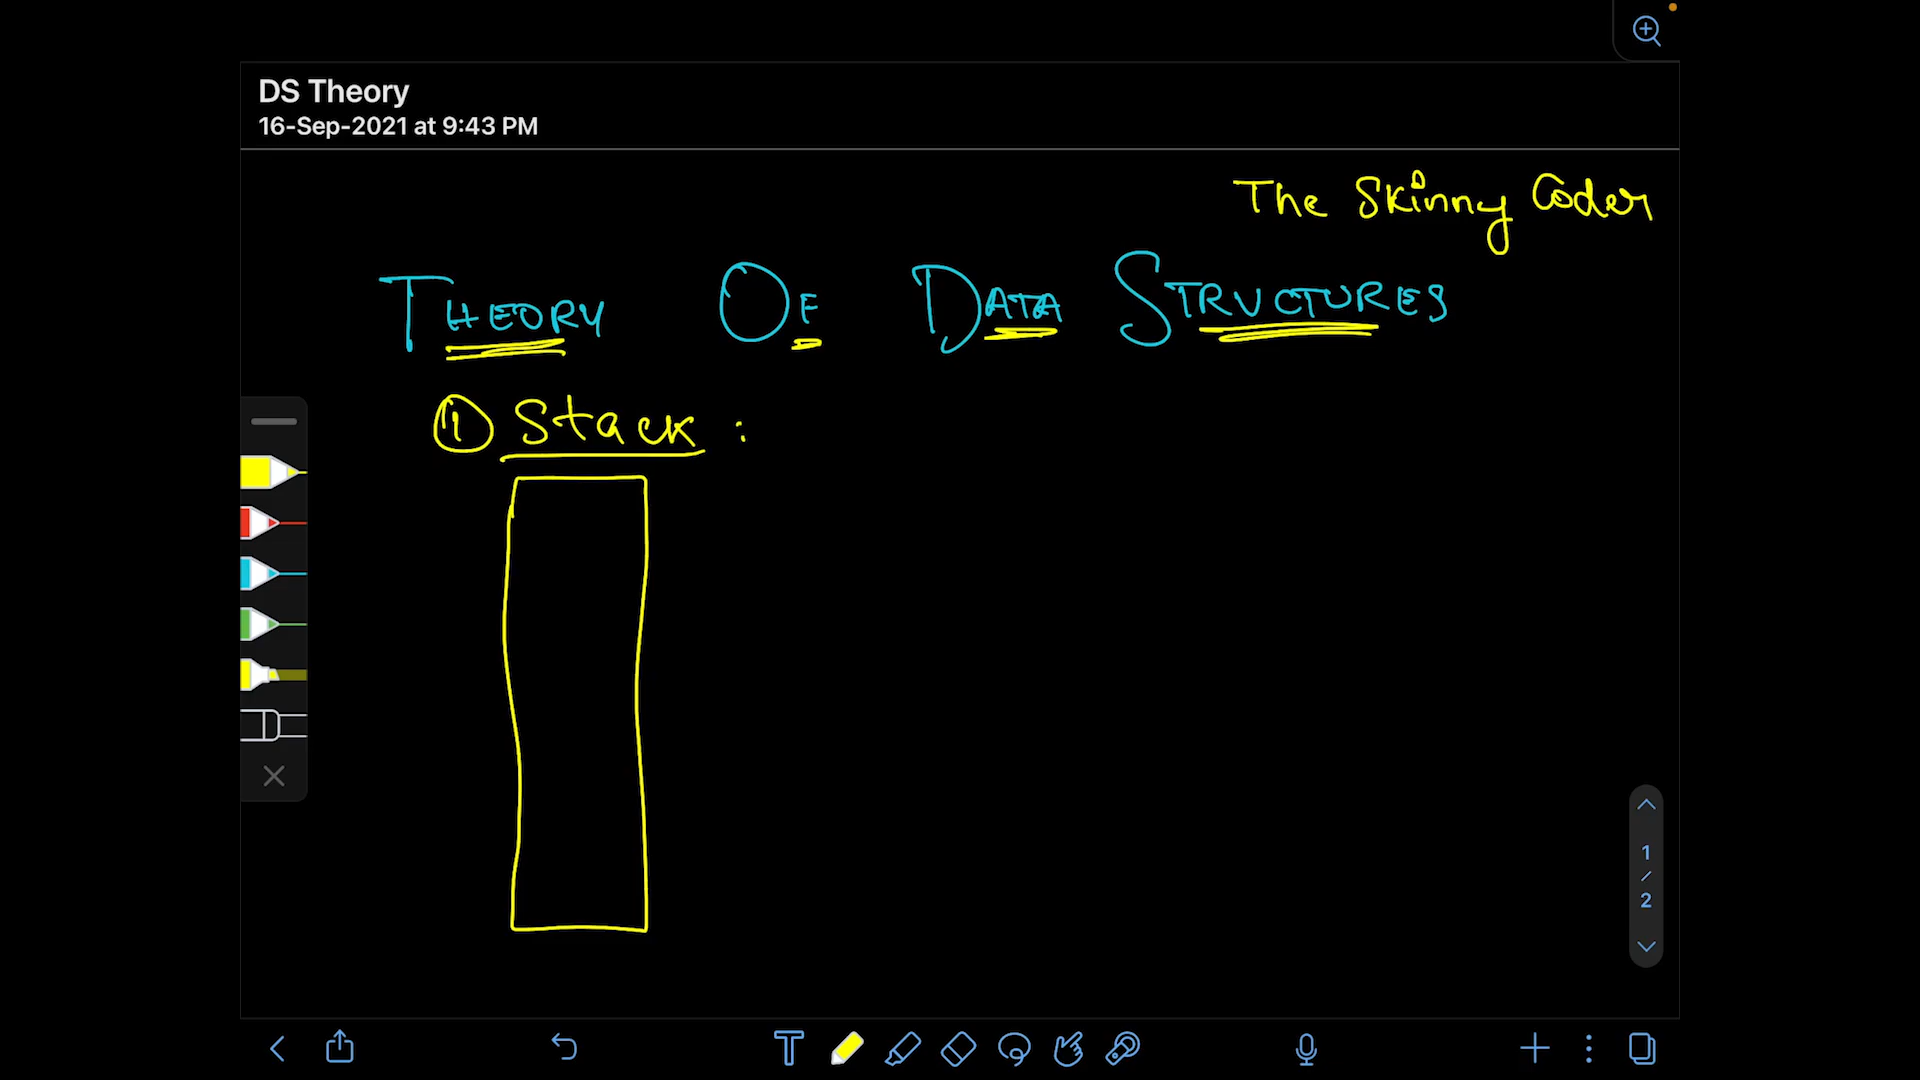 DS Theory
16-Sep-2021 at 9:43 PM
The Skinny Coder
THEORY OF DATA STRUCTURES
① Stack :
1
/
2